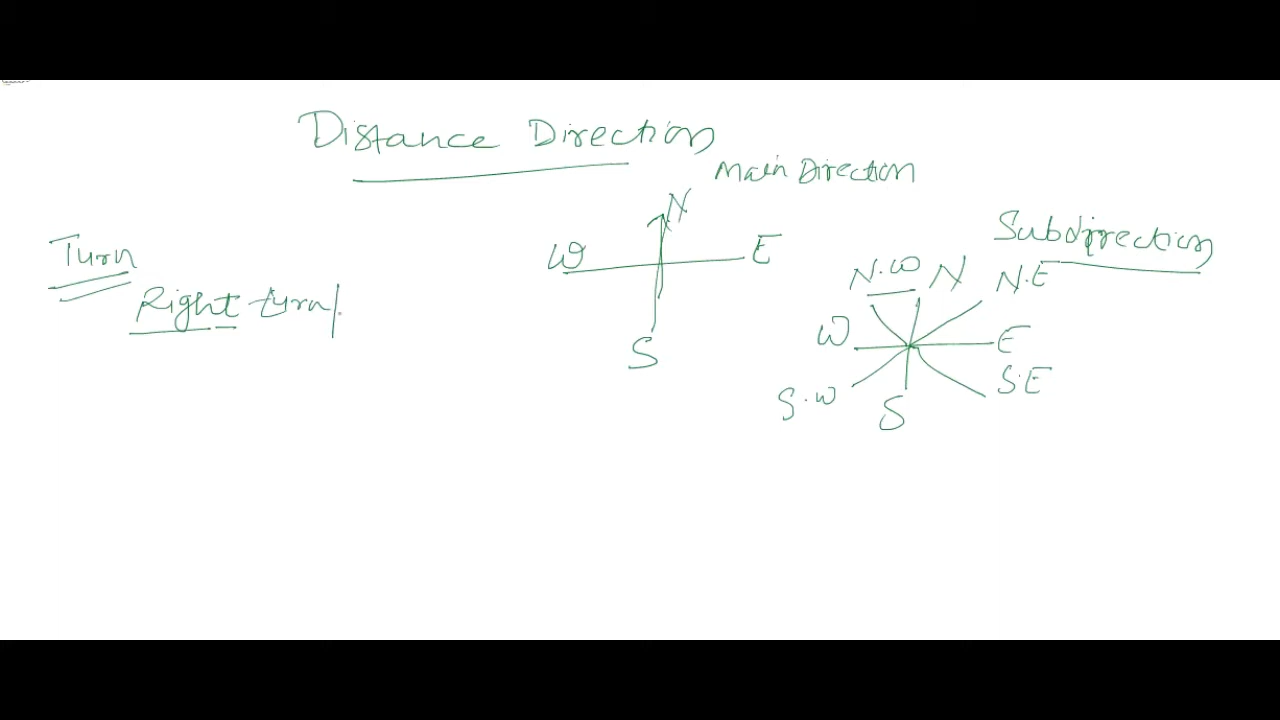 Distance Direction
Main Direction
N
W E
S
Turn
Right turn
Subdirection
N.W N N.E
W E
S.W S S.E